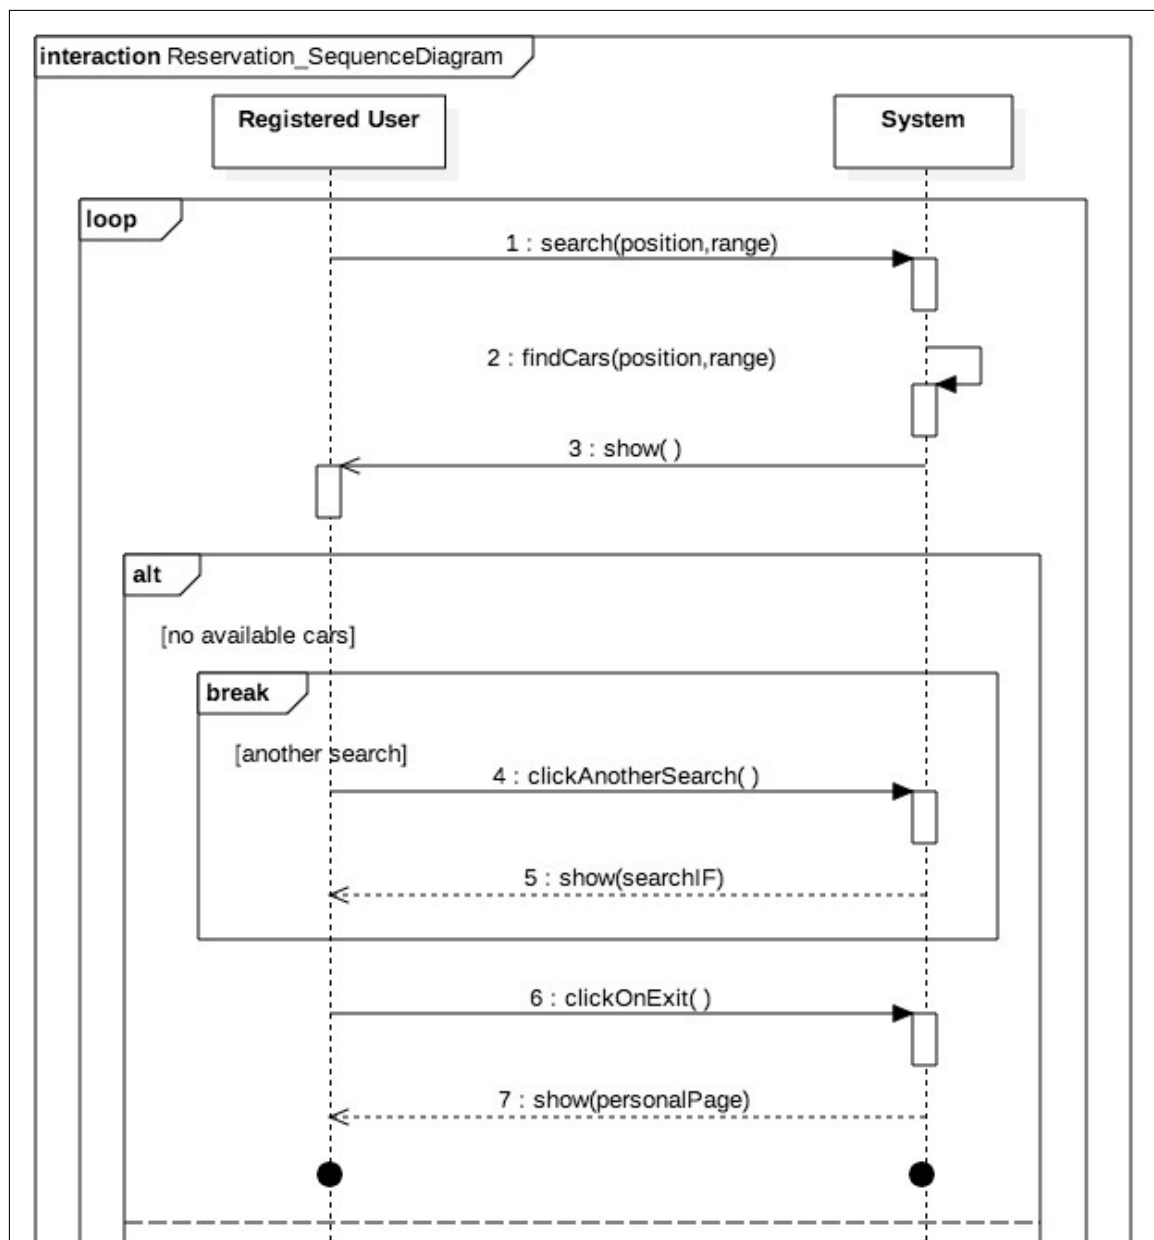 interaction Reservation_SequenceDiagram
Registered User
System
loop
1 : search(position,range)
2 : findCars(position,range)
3 : show( )
alt
[no available cars]
break
[another search]
4 : clickAnotherSearch( )
5 : show(searchIF)
6 : clickOnExit( )
7 : show(personalPage)